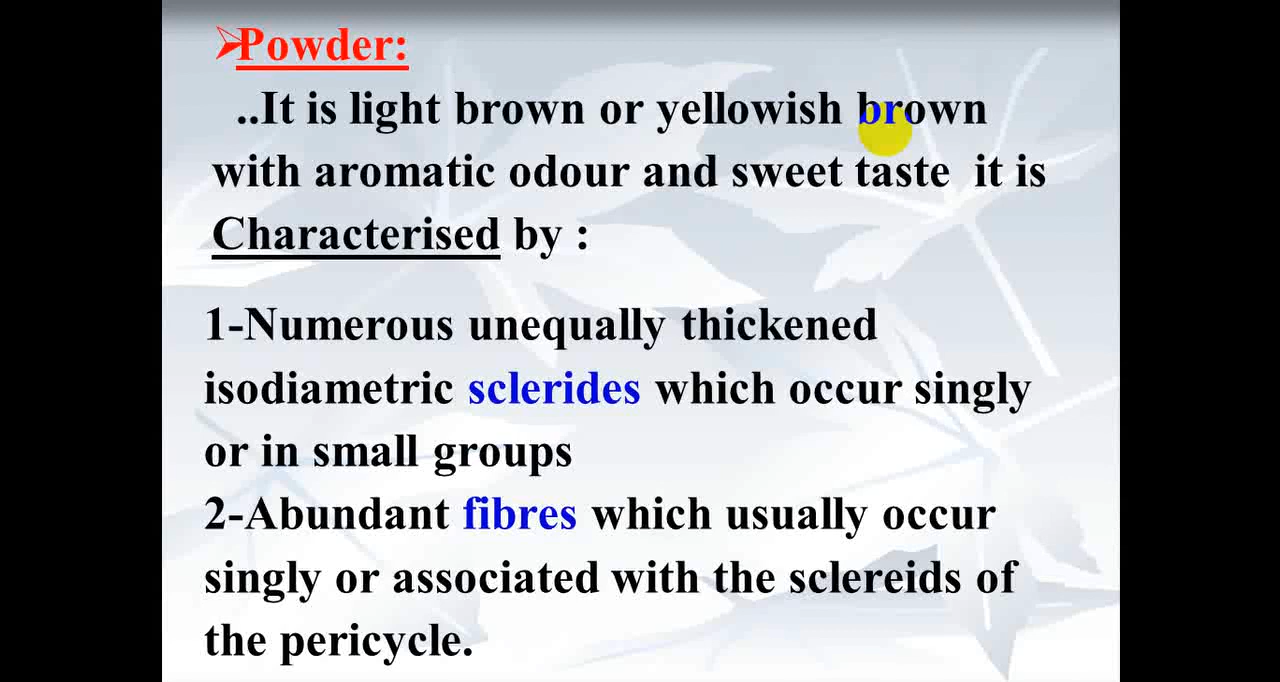 Powder:
..It is light brown or yellowish brown
with aromatic odour and sweet taste it is
Characterised by :
1-Numerous unequally thickened
isodiametric sclerides which occur singly
or in small groups
2-Abundant fibres which usually occur
singly or associated with the sclereids of
the pericycle.